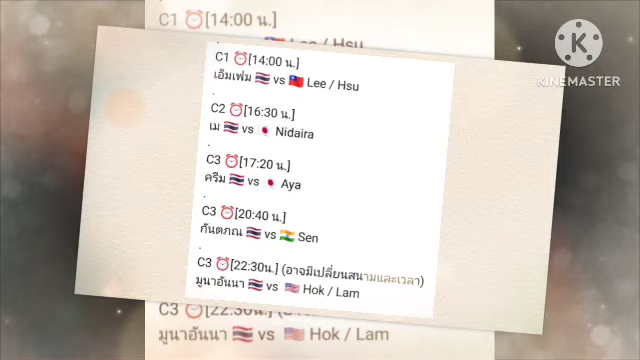 C1 ⏰[14:00 น.]
C1 ⏰[14:00 น.]
เอ็มเฟม 🇹🇭 vs 🇹🇼 Lee / Hsu
.
C2 ⏰[16:30 น.]
เม 🇹🇭 vs 🇯🇵 Nidaira
.
C3 ⏰[17:20 น.]
ครีม 🇹🇭 vs 🇯🇵 Aya
.
C3 ⏰[20:40 น.]
กันตภณ 🇹🇭 vs 🇮🇳 Sen
.
C3 ⏰[22:30น.] (อาจมีเปลี่ยนสนามและเวลา)
มูนาอันนา 🇹🇭 vs 🇺🇸 Hok / Lam
มูนาอันนา 🇹🇭 vs 🇺🇸 Hok / Lam
KINEMASTER